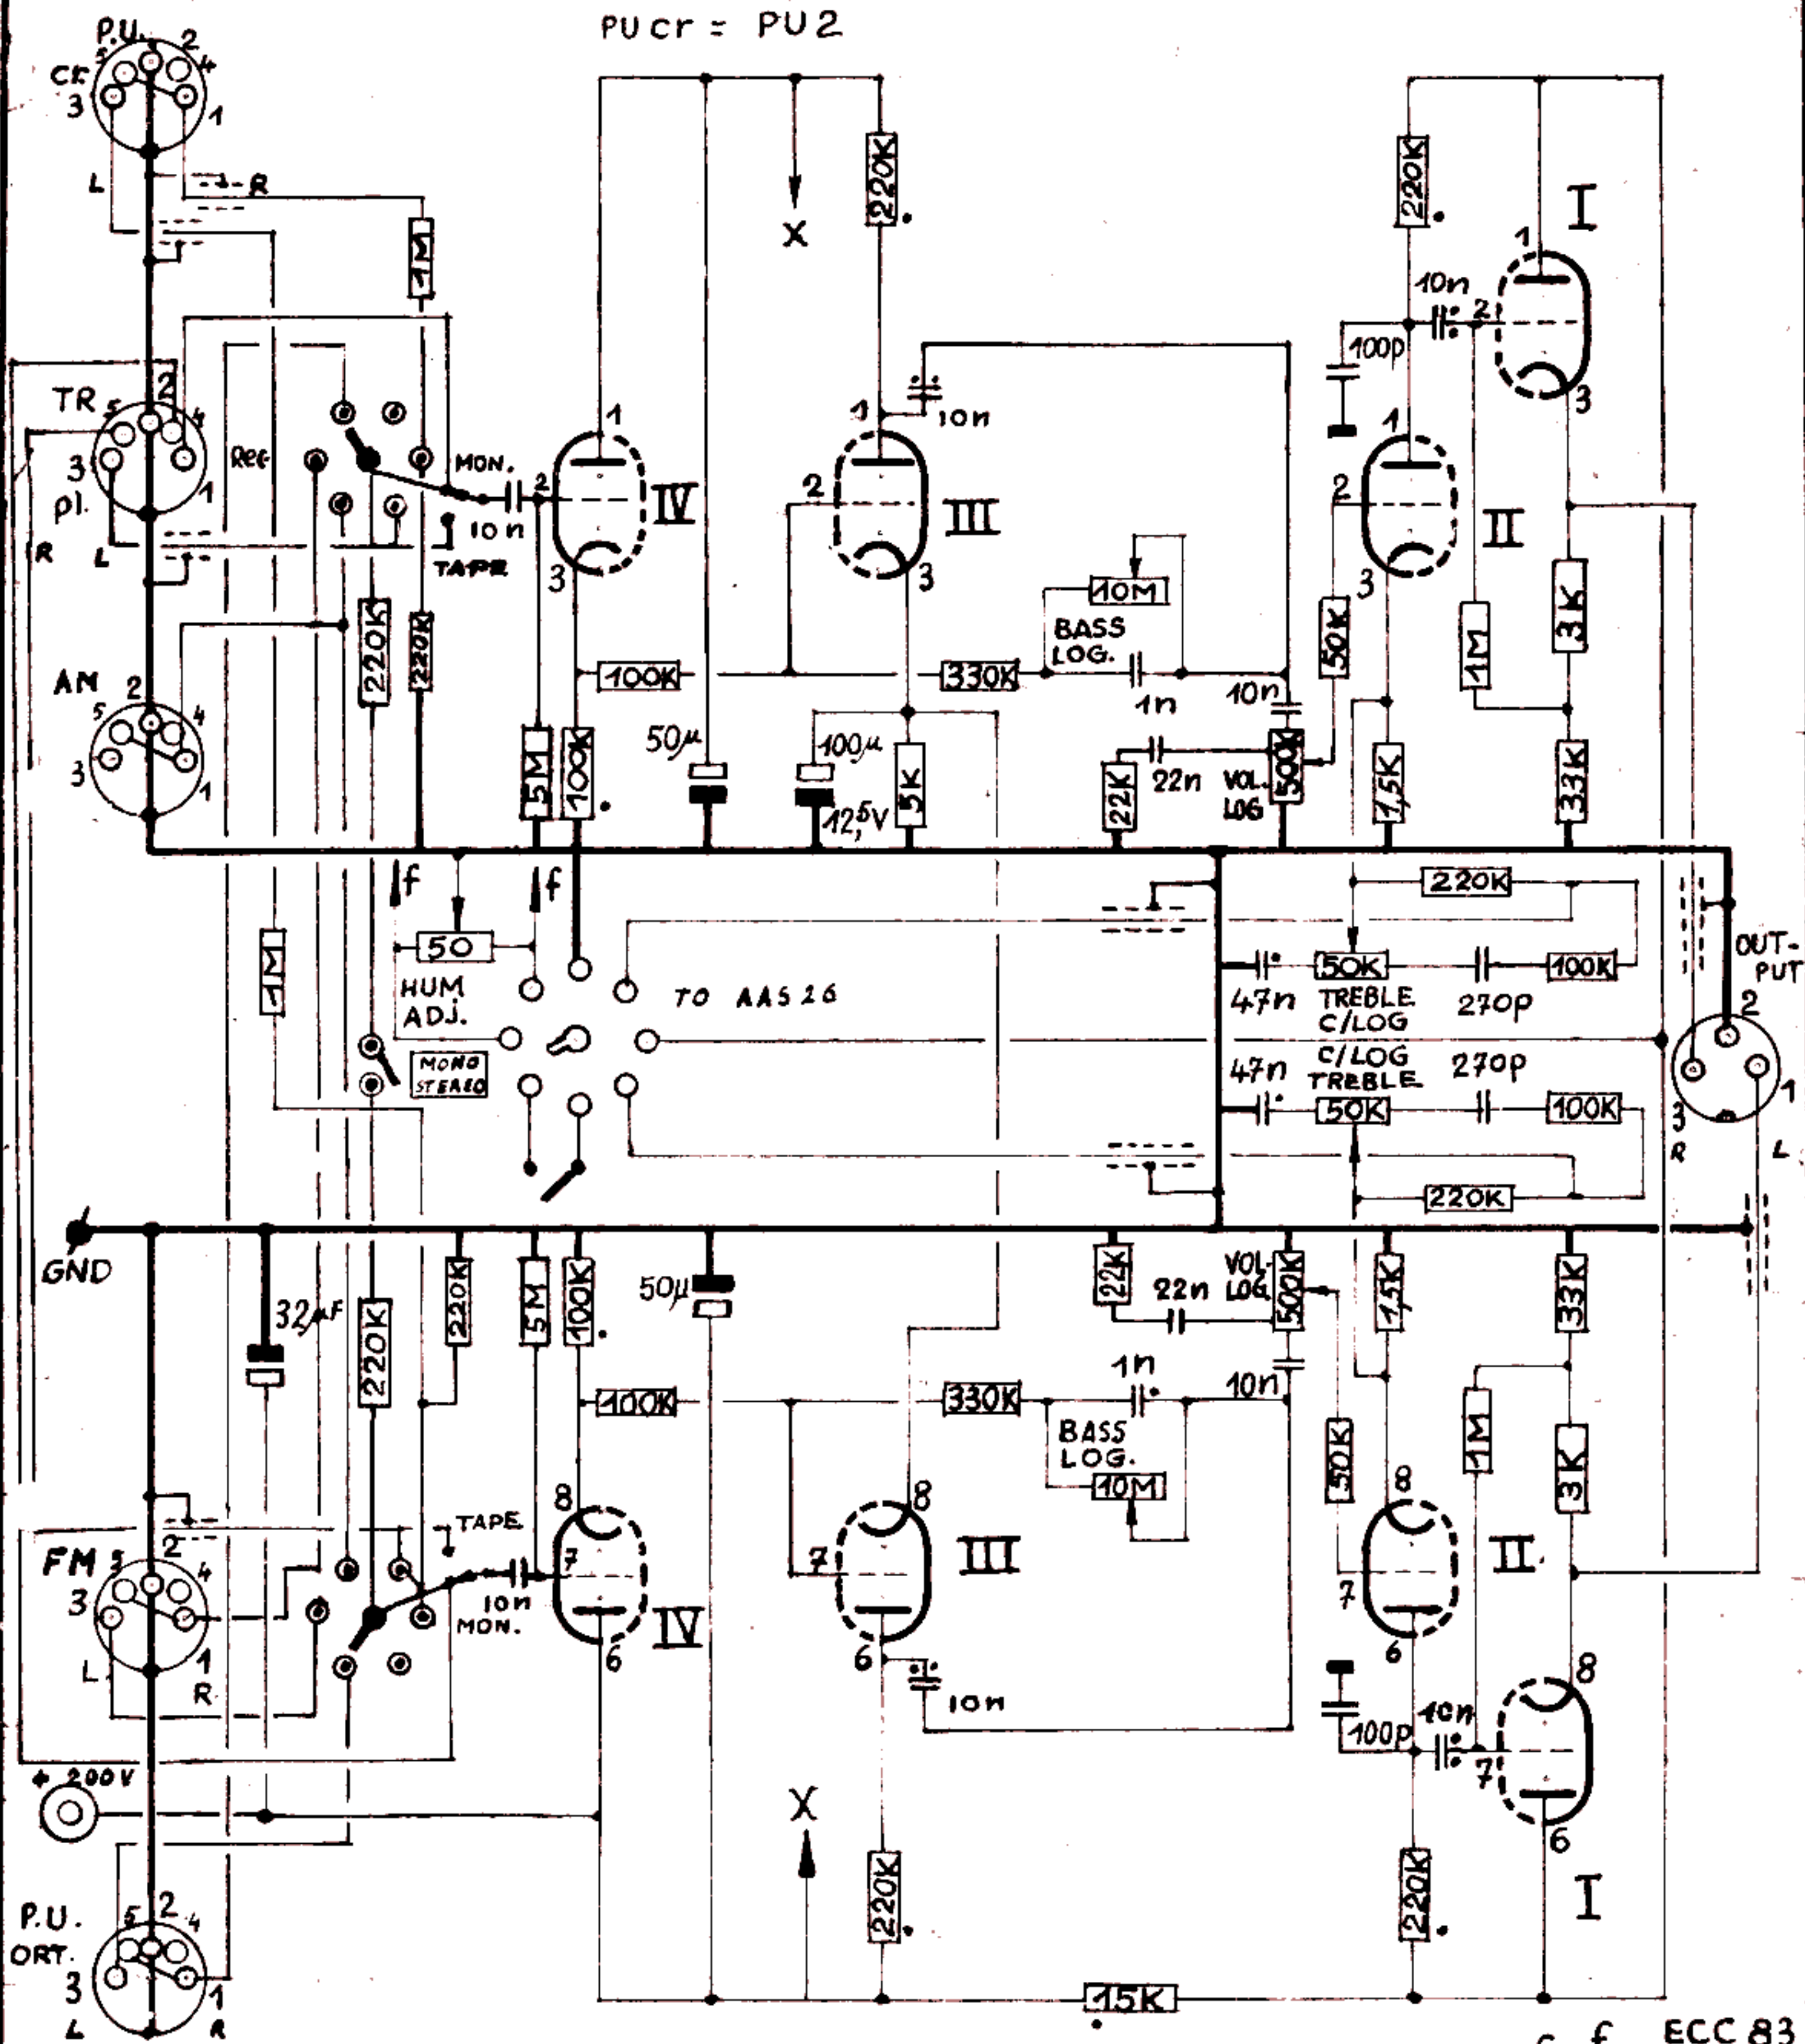 PU cr = PU 2
P.U.
2
5
4
cr.
3
1
L
R
1M
220K
X
220K
I
1
10n
2
100p
3
TR
2
5
4
3
1
Rec
pl.
R
L
MON.
10n
TAPE
2
1
3
IV
1
2
3
III
10n
1
2
3
II
10M
BASS
LOG.
50K
1M
3K
220K
220K
100K
330K
1n
10n
AM
2
5
4
3
1
5M
100K
50µ
100µ
12,5V
5K
22K
22n
VOL.
LOG
500K
1,5K
33K
f
f
50
HUM
ADJ.
220K
1M
TO AAS 26
47n
50K
TREBLE
C/LOG
270p
100K
OUT-
PUT
2
MONO
STEREO
C/LOG
TREBLE
47n
50K
270p
100K
3
1
R
L
220K
GND
32µF
220K
220K
5M
100K
50µ
22K
22n
VOL.
LOG.
500K
1,5K
33K
100K
330K
1n
10n
BASS
LOG.
10M
50K
1M
3K
FM
2
5
4
3
1
L
R
TAPE
10n
MON.
8
7
6
IV
8
7
6
III
10n
8
7
6
II
100p
10n
7
8
6
I
+ 200V
X
220K
220K
P.U.
ORT.
2
5
4
3
1
L
R
15K
f
ECC 83